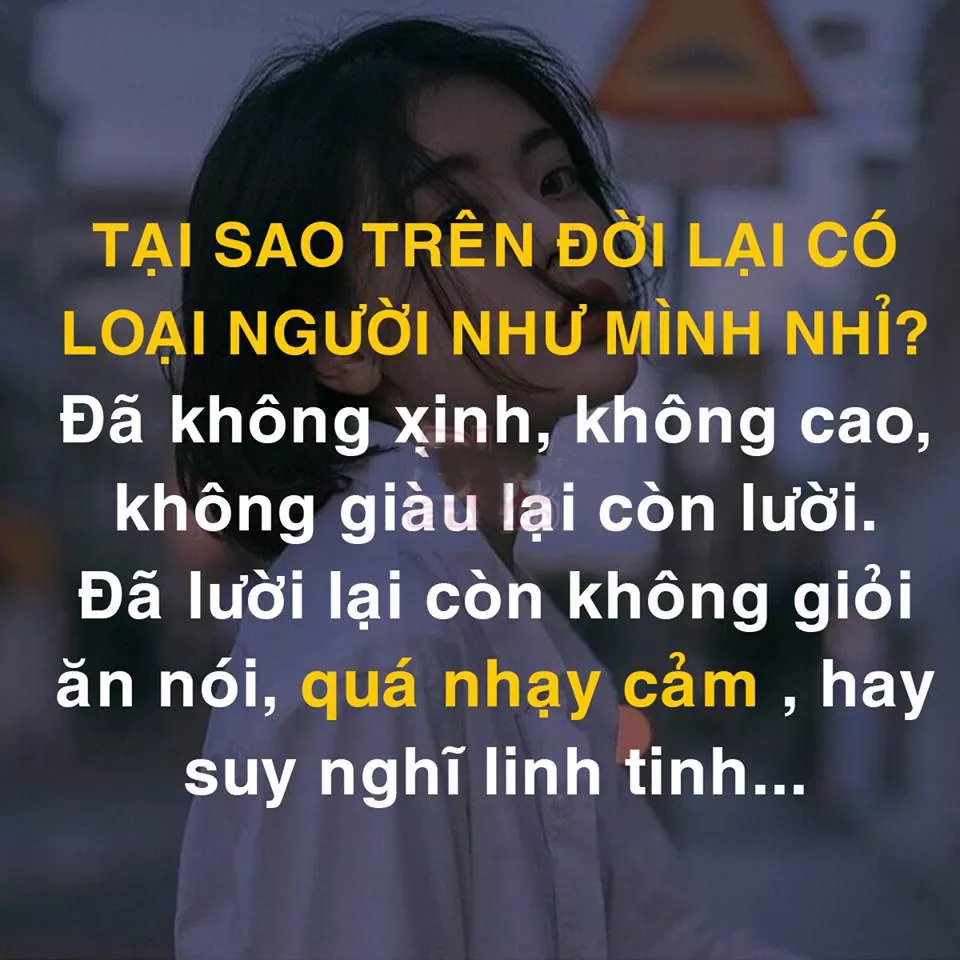 TẠI SAO TRÊN ĐỜI LẠI CÓ
LOẠI NGƯỜI NHƯ MÌNH NHỈ?
Đã không xinh, không cao,
không giàu lại còn lười.
Đã lười lại còn không giỏi
ăn nói, quá nhạy cảm , hay
suy nghĩ linh tinh...